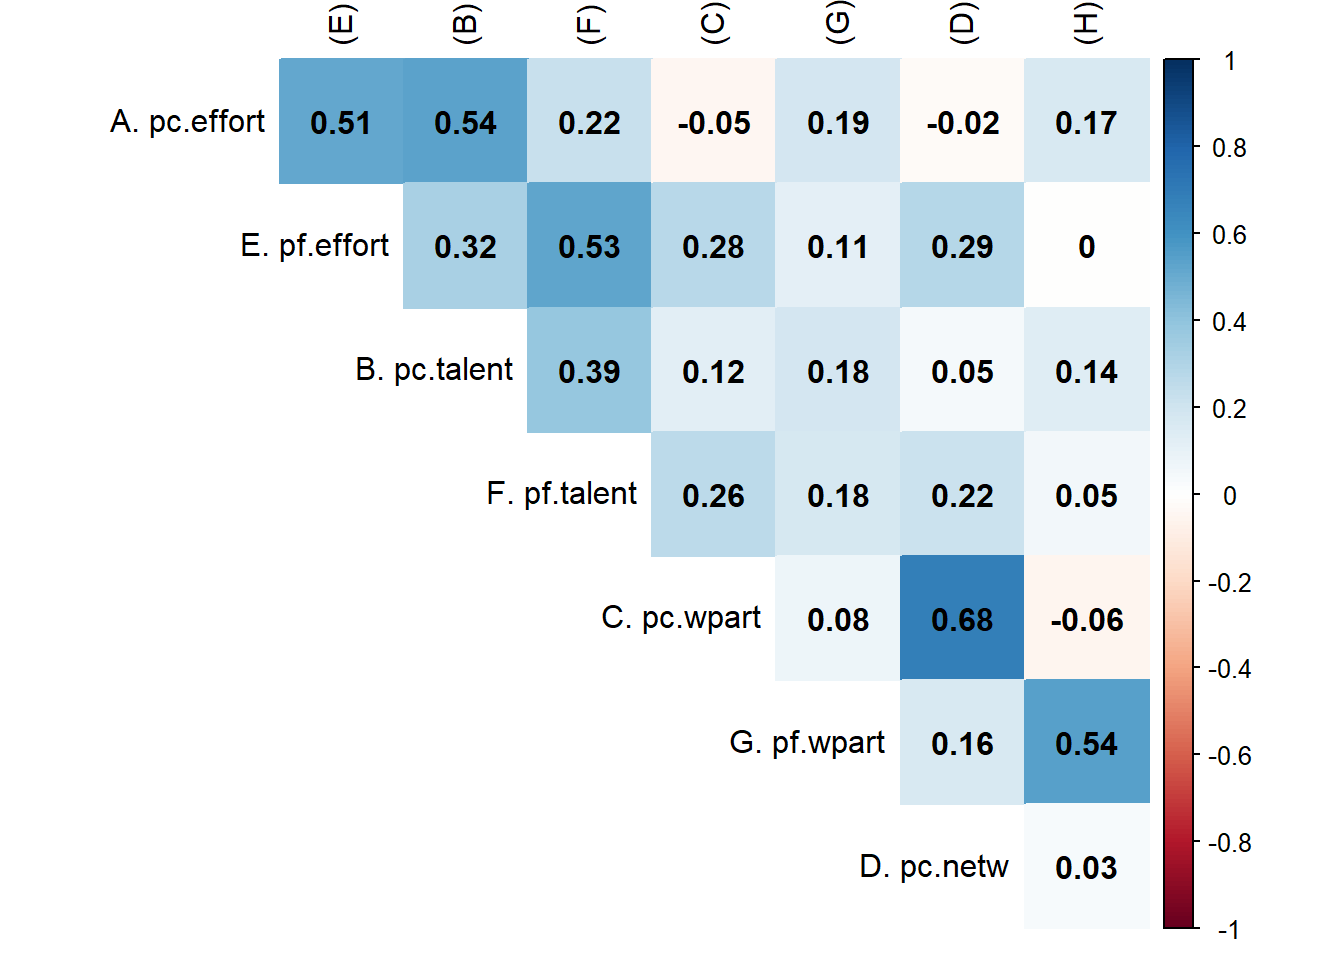 (E) (B) (F) (C) (G) (D) (H)
A. pc.effort 0.51 0.54 0.22 -0.05 0.19 -0.02 0.17
E. pf.effort 0.32 0.53 0.28 0.11 0.29 0
B. pc.talent 0.39 0.12 0.18 0.05 0.14
F. pf.talent 0.26 0.18 0.22 0.05
C. pc.wpart 0.08 0.68 -0.06
G. pf.wpart 0.16 0.54
D. pc.netw 0.03
1
0.8
0.6
0.4
0.2
0
-0.2
-0.4
-0.6
-0.8
-1